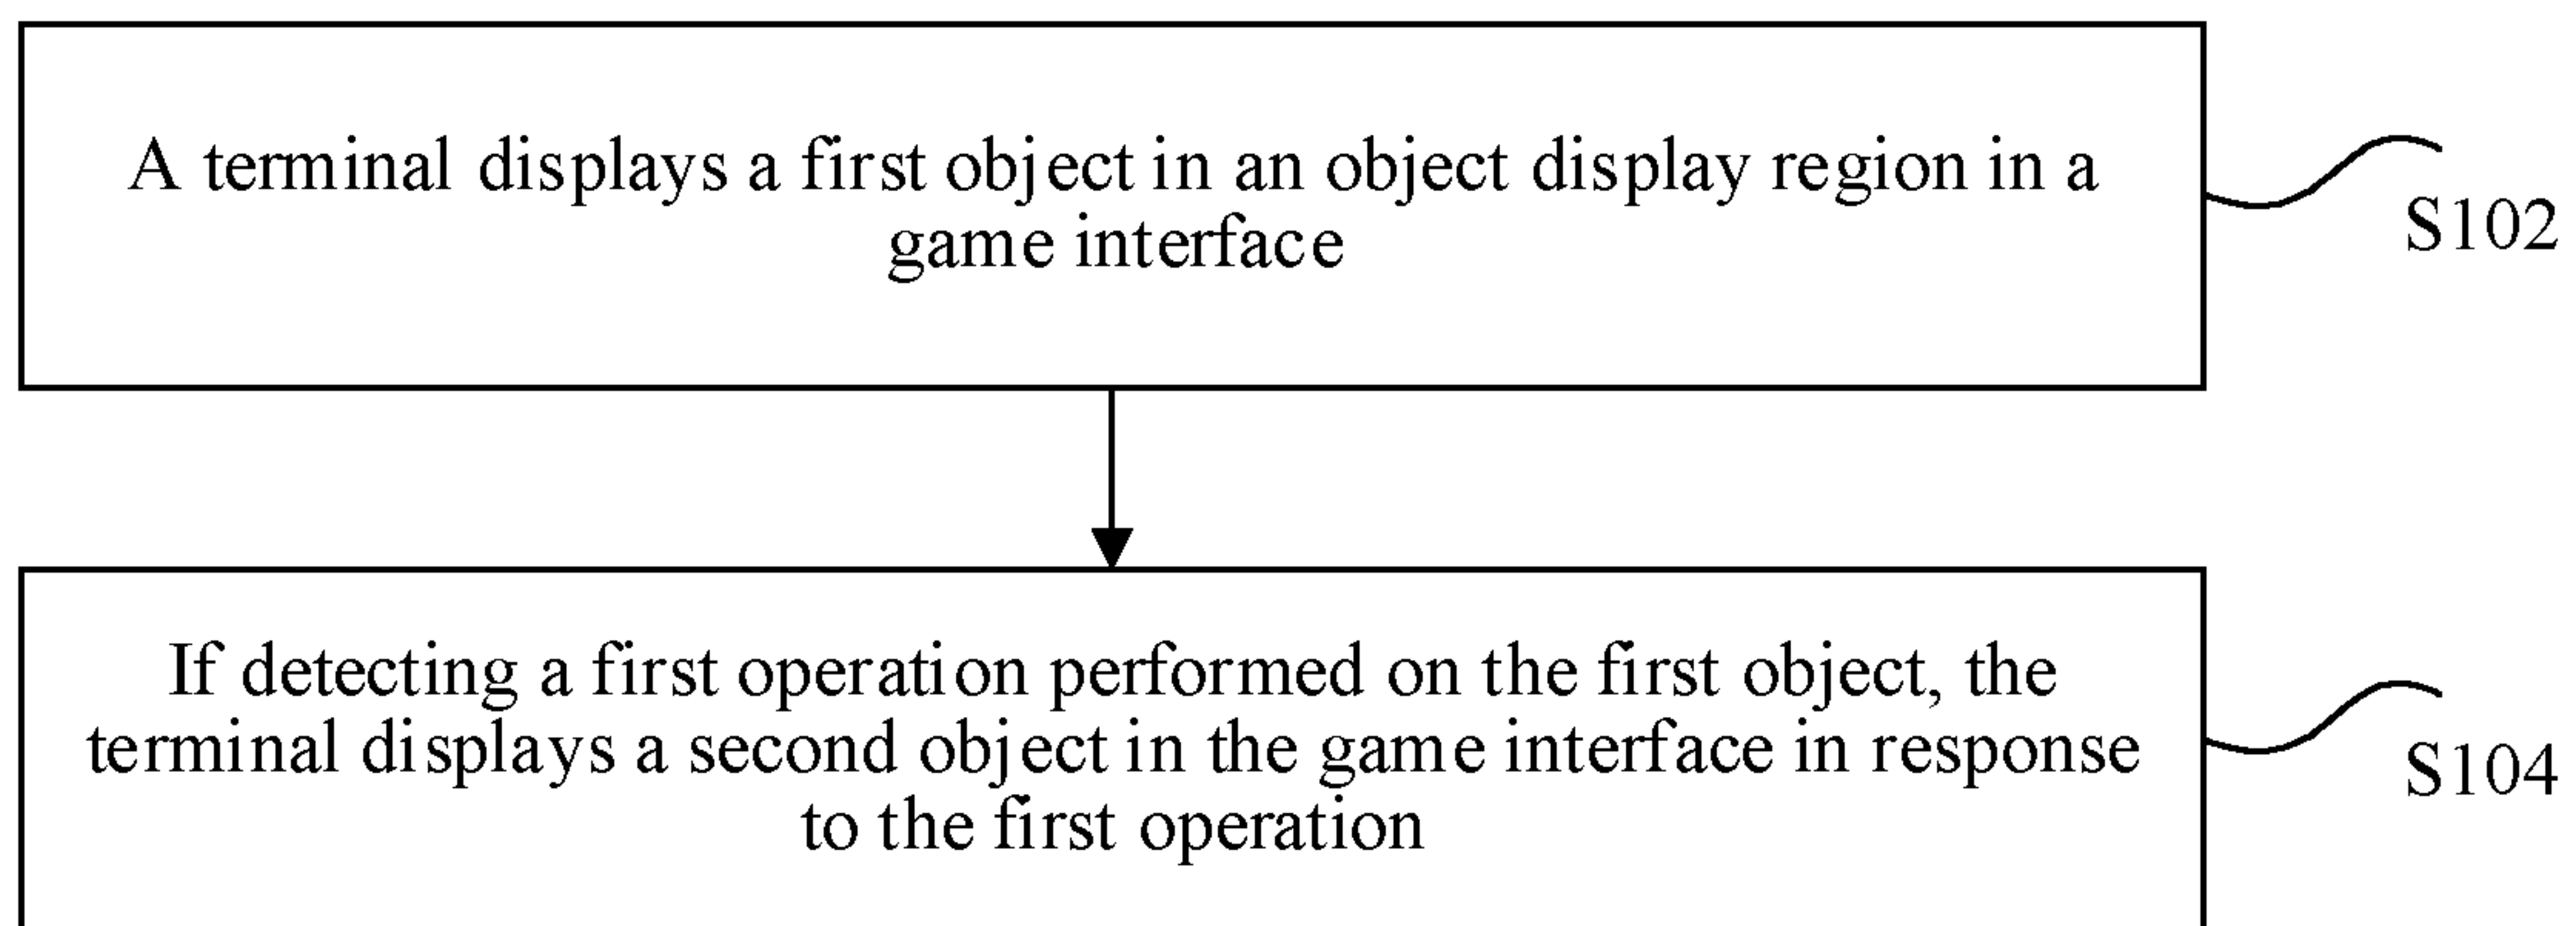 A terminal displays a first object in an object display region in a
game interface
S102
If detecting a first operation performed on the first object, the
terminal displays a second object in the game interface in response
to the first operation
S104